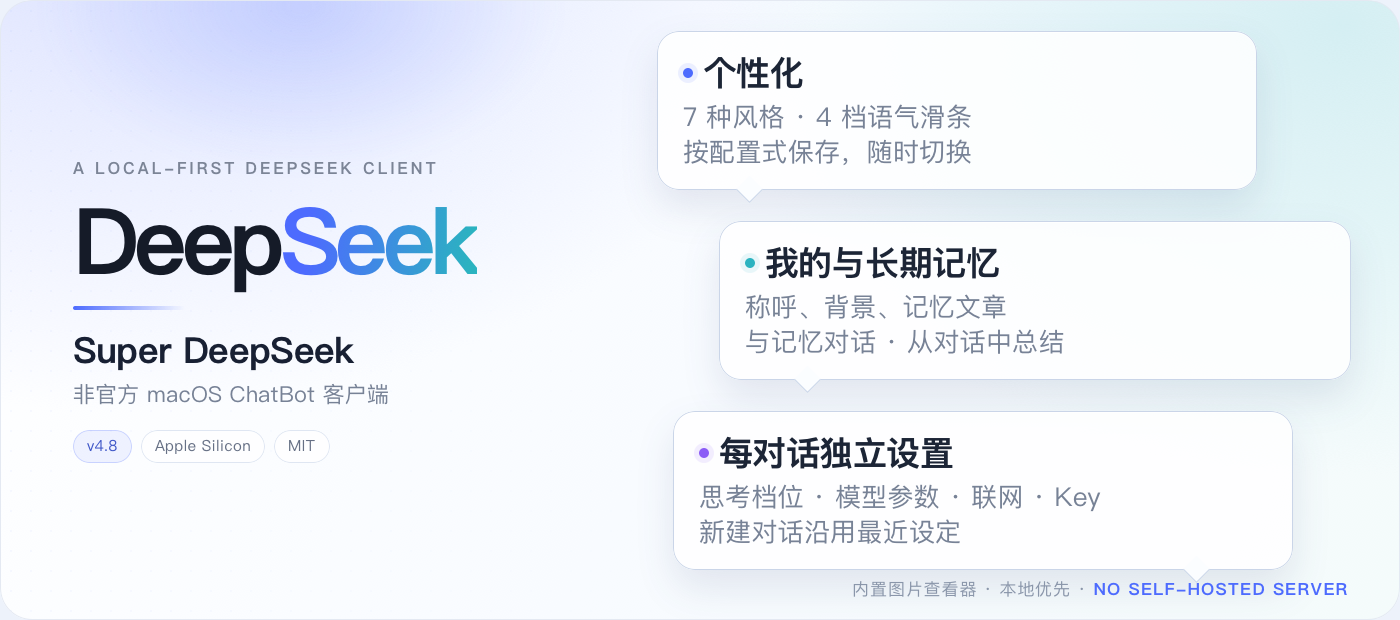 A LOCAL-FIRST DEEPSEEK CLIENT
DeepSeek
Super DeepSeek
非官方 macOS ChatBot 客户端
v4.8 Apple Silicon MIT
个性化
7 种风格 · 4 档语气滑条
按配置式保存，随时切换
我的与长期记忆
称呼、背景、记忆文章
与记忆对话 · 从对话中总结
每对话独立设置
思考档位 · 模型参数 · 联网 · Key
新建对话沿用最近设定
内置图片查看器 · 本地优先 · NO SELF-HOSTED SERVER